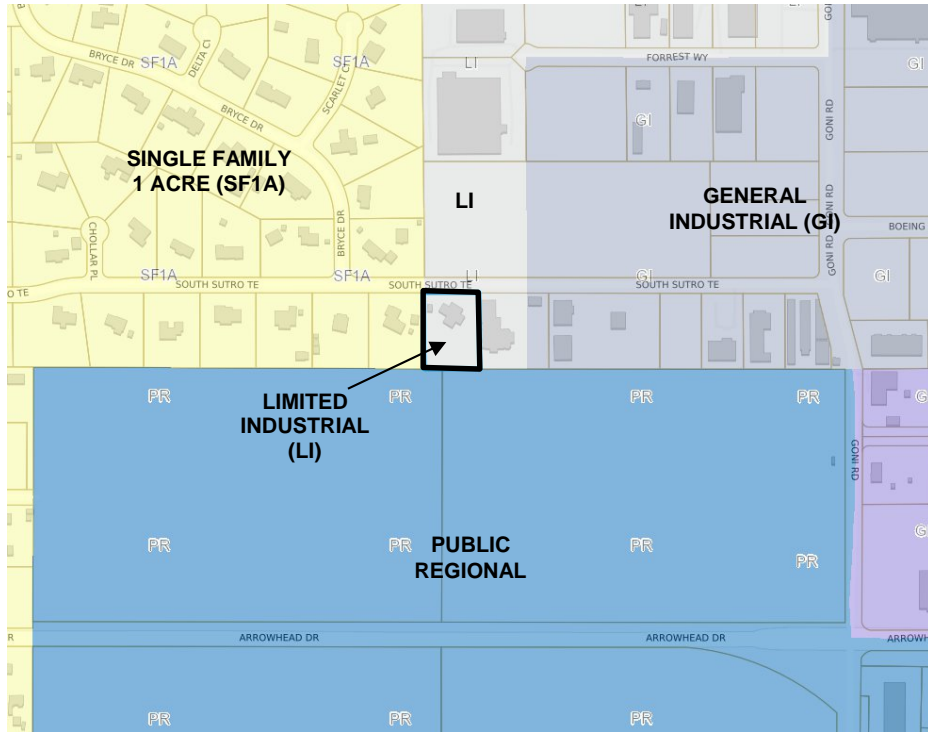 BRYCE DR
SF1A
DELTA CI
SCARLET CT
SF1A
LI
FORREST WY
GI
GONI RD
GI
BRYCE DR
SINGLE FAMILY
1 ACRE (SF1A)
LI
GENERAL
INDUSTRIAL (GI)
GONI RD
GONI RD
BOEING
CHOLLAR PL
BRYCE DR
SF1A
SF1A
LI
GI
GI
O TE
SOUTH SUTRO TE
SOUTH SUTRO TE
SOUTH SUTRO TE
LIMITED
INDUSTRIAL
(LI)
PR
PR
PR
PR
G
GONI RD
PUBLIC
REGIONAL
PR
PR
PR
PR
G
R
ARROWHEAD DR
ARROWHEAD DR
ARROWH
PR
PR
PR